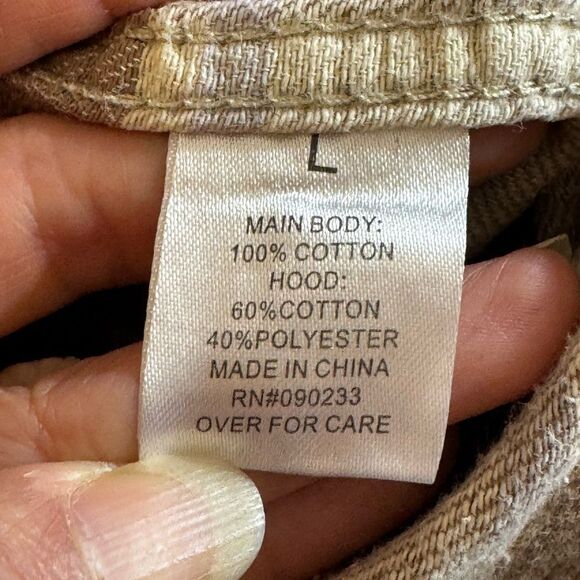 L
MAIN BODY:
100% COTTON
HOOD:
60%COTTON
40%POLYESTER
MADE IN CHINA
RN#090233
OVER FOR CARE